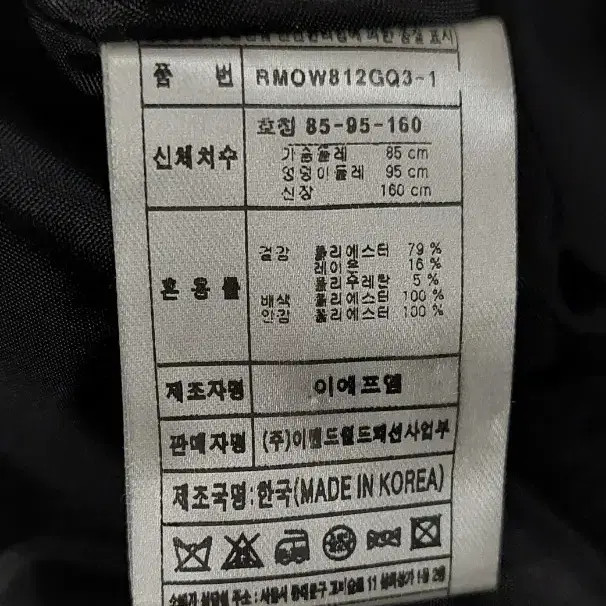 품 번 RMOW812GQ3-1
신체치수
호칭 85-95-160
가슴둘레 85 cm
엉덩이둘레 95 cm
신장 160 cm
혼용률
겉감 폴리에스터 79 %
레이온 16 %
폴리우레탄 5 %
배색 폴리에스터 100 %
안감 폴리에스터 100 %
제조자명 이에프엠
판매자명 (주)이랜드월드패션사업부
제조국명:한국(MADE IN KOREA)